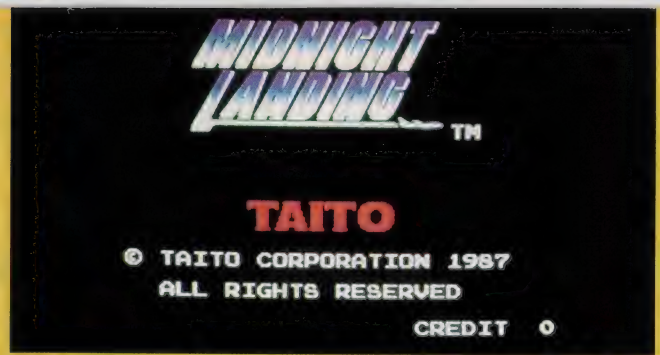 MIDNIGHT
LANDING TM
TAITO
© TAITO CORPORATION 1987
ALL RIGHTS RESERVED
CREDIT 0